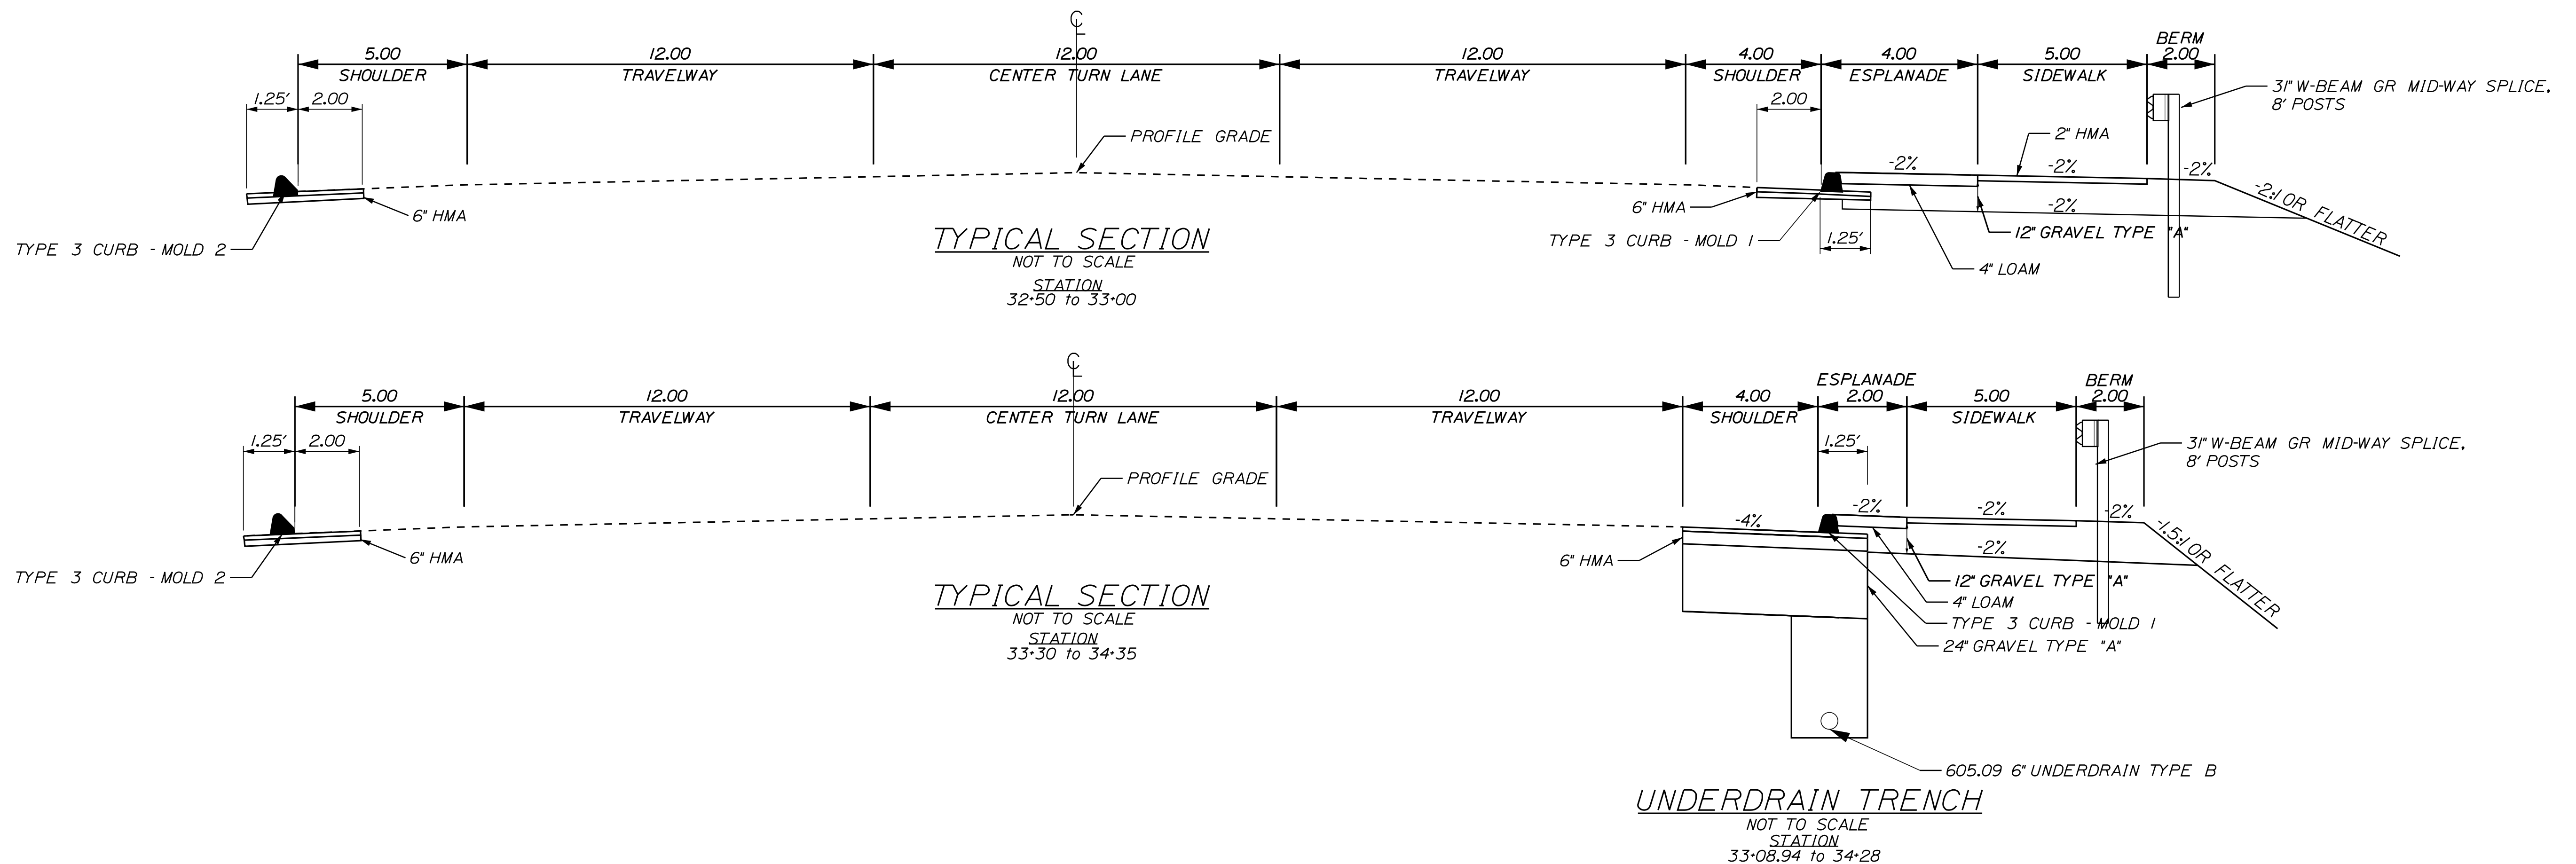 ℄
5.00
SHOULDER
12.00
TRAVELWAY
12.00
CENTER TURN LANE
12.00
TRAVELWAY
4.00
SHOULDER
4.00
ESPLANADE
5.00
SIDEWALK
BERM
2.00
1.25'
2.00
2.00
31" W-BEAM GR MID-WAY SPLICE,
8' POSTS
PROFILE GRADE
2" HMA
-2%
-2%
-2%
-2:1 OR FLATTER
6" HMA
6" HMA
-2%
TYPE 3 CURB - MOLD 2
TYPE 3 CURB - MOLD 1
1.25'
12" GRAVEL TYPE "A"
4" LOAM
TYPICAL SECTION
NOT TO SCALE
STATION
32+50 to 33+00
℄
5.00
SHOULDER
12.00
TRAVELWAY
12.00
CENTER TURN LANE
12.00
TRAVELWAY
4.00
SHOULDER
ESPLANADE
2.00
5.00
SIDEWALK
BERM
2.00
1.25'
2.00
1.25'
31" W-BEAM GR MID-WAY SPLICE,
8' POSTS
PROFILE GRADE
-4%
-2%
-2%
-2%
-1.5:1 OR FLATTER
6" HMA
6" HMA
-2%
TYPE 3 CURB - MOLD 2
12" GRAVEL TYPE "A"
4" LOAM
TYPE 3 CURB - MOLD 1
24" GRAVEL TYPE "A"
TYPICAL SECTION
NOT TO SCALE
STATION
33+30 to 34+35
605.09 6" UNDERDRAIN TYPE B
UNDERDRAIN TRENCH
NOT TO SCALE
STATION
33+08.94 to 34+28